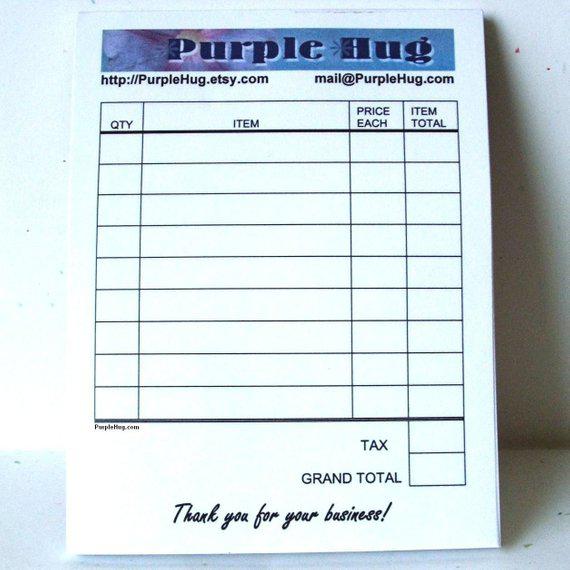 Purple Hug
http://PurpleHug.etsy.com mail@PurpleHug.com
QTY ITEM PRICE EACH ITEM TOTAL
PurpleHug.com
TAX
GRAND TOTAL
Thank you for your business!